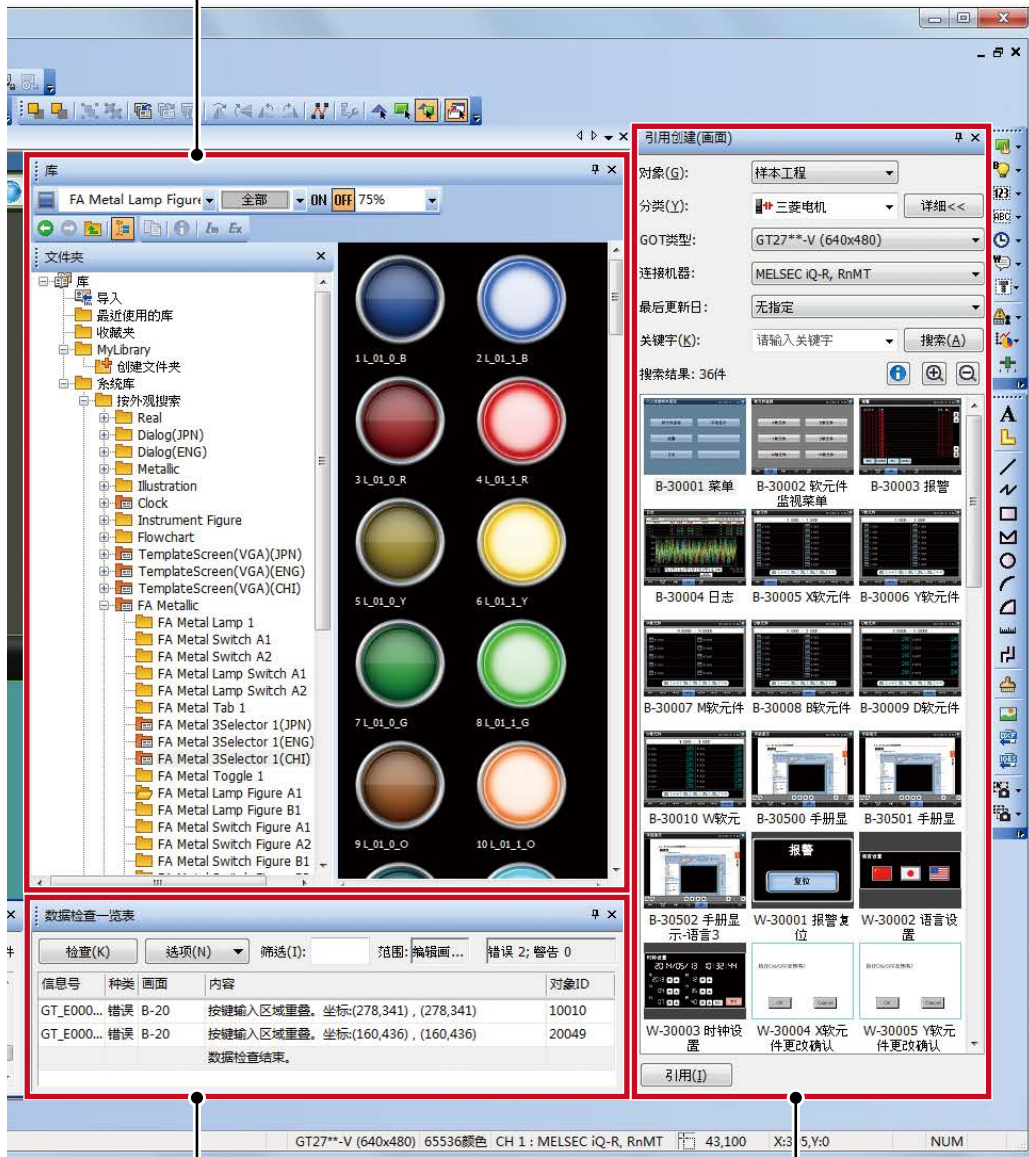 库
FA Metal Lamp Figure
全部
ON
OFF
75%
文件夹
库
导入
最近使用的库
收藏夹
MyLibrary
创建文件夹
系统库
按外观搜索
Real
Dialog(JPN)
Dialog(ENG)
Metallic
Illustration
Clock
Instrument Figure
Flowchart
TemplateScreen(VGA)(JPN)
TemplateScreen(VGA)(ENG)
TemplateScreen(VGA)(CHI)
FA Metallic
FA Metal Lamp 1
FA Metal Switch A1
FA Metal Switch A2
FA Metal Lamp Switch A1
FA Metal Lamp Switch A2
FA Metal Tab 1
FA Metal 3Selector 1(JPN)
FA Metal 3Selector 1(ENG)
FA Metal 3Selector 1(CHI)
FA Metal Toggle 1
FA Metal Lamp Figure A1
FA Metal Lamp Figure B1
FA Metal Switch Figure A1
FA Metal Switch Figure A2
FA Metal Switch Figure B1
1 L_01_0_B
2 L_01_1_B
3 L_01_0_R
4 L_01_1_R
5 L_01_0_Y
6 L_01_1_Y
7 L_01_0_G
8 L_01_1_G
9 L_01_0_O
10 L_01_1_O
引用创建(画面)
对象(G):
样本工程
分类(Y):
三菱电机
详细<<
GOT类型:
GT27**-V (640x480)
连接机器:
MELSEC iQ-R, RnMT
最后更新日:
无指定
关键字(K):
请输入关键字
搜索(A)
搜索结果: 36件
B-30001 菜单
B-30002 软元件
监视菜单
B-30003 报警
B-30004 日志
B-30005 X软元件
B-30006 Y软元件
B-30007 M软元件
B-30008 B软元件
B-30009 D软元件
B-30010 W软元
B-30500 手册显
B-30501 手册显
报警
复位
B-30502 手册显
示-语言3
W-30001 报警复
位
W-30002 语言设
置
W-30003 时钟设
置
W-30004 X软元
件更改确认
W-30005 Y软元
件更改确认
引用(I)
数据检查一览表
检查(K)
选项(N)
筛选(I):
范围:
编辑画...
错误 2; 警告 0
信息号 种类 画面 内容 对象ID
GT_E000... 错误 B-20 按键输入区域重叠。坐标:(278,341) , (278,341) 10010
GT_E000... 错误 B-20 按键输入区域重叠。坐标:(160,436) , (160,436) 20049
数据检查结束。
GT27**-V (640x480) 65536颜色 CH 1 : MELSEC iQ-R, RnMT 43,100 NUM